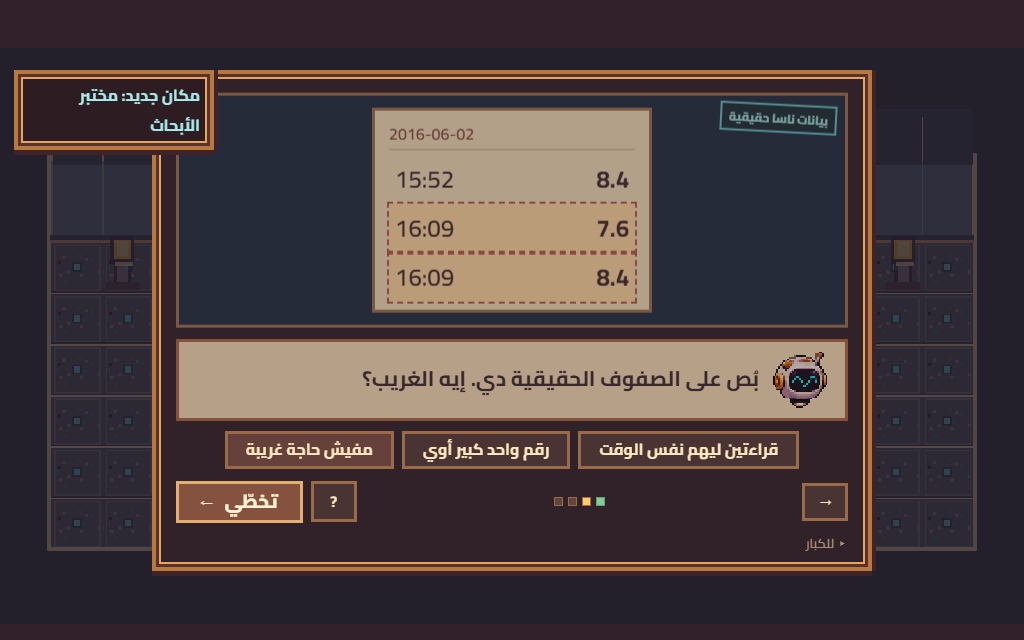 مكان جديد: مختبر
الأبحاث
بيانات ناسا حقيقية
2016-06-02
15:52 8.4
16:09 7.6
16:09 8.4
بُص على الصفوف الحقيقية دي. إيه الغريب؟
قراءتين ليهم نفس الوقت
رقم واحد كبير أوي
مفيش حاجة غريبة
→
?
تخطّي ←
▸ للكبار